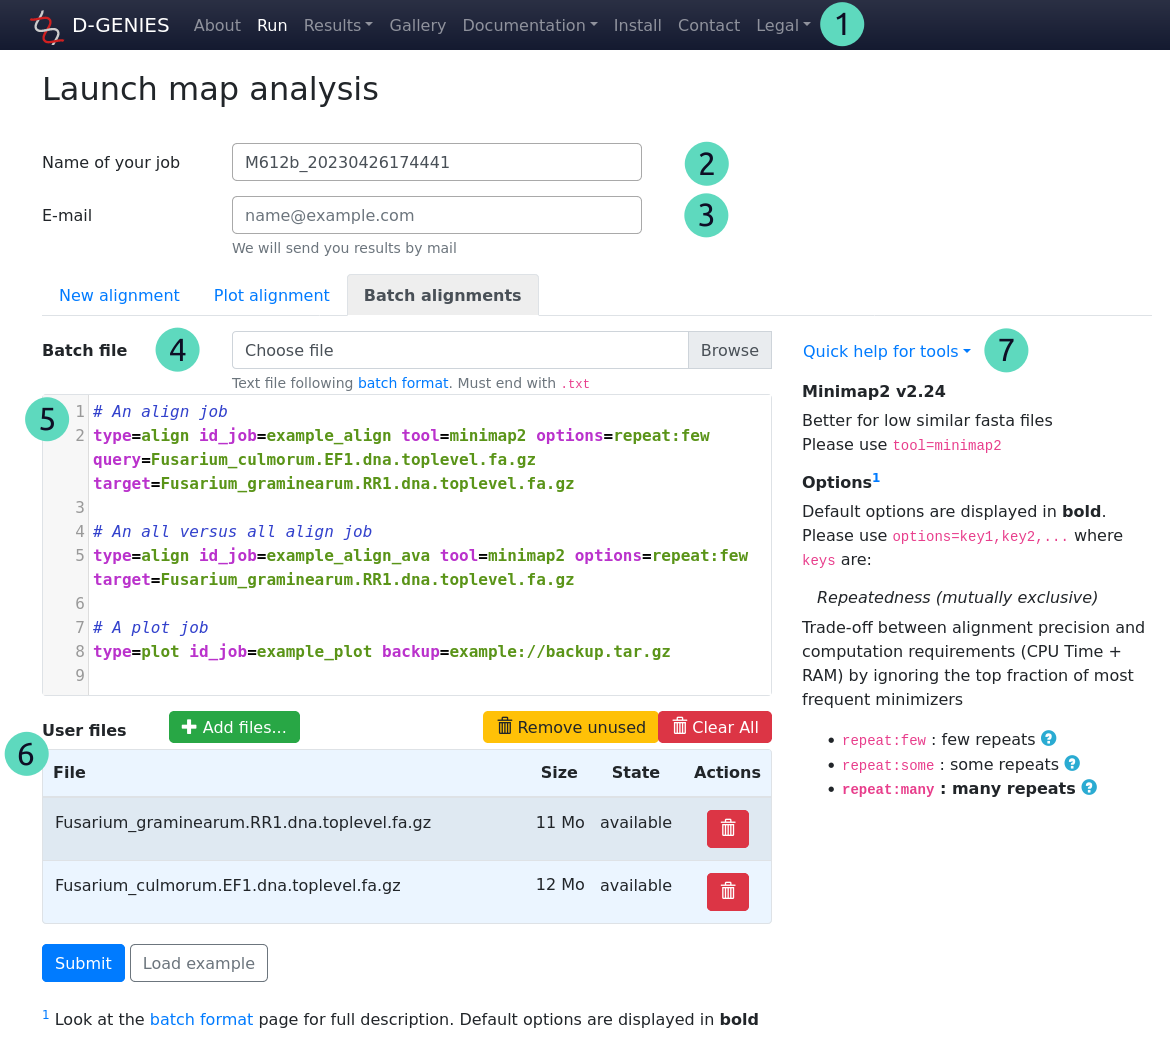 D-GENIES About Run Results Gallery Documentation Install Contact Legal 1
Launch map analysis
Name of your job M612b_20230426174441 2
E-mail name@example.com 3
We will send you results by mail
New alignment Plot alignment Batch alignments
Batch file 4 Choose file Browse
Text file following batch format. Must end with .txt
5
1 # An align job
2 type=align id_job=example_align tool=minimap2 options=repeat:few
query=Fusarium_culmorum.EF1.dna.toplevel.fa.gz
target=Fusarium_graminearum.RR1.dna.toplevel.fa.gz
3
4 # An all versus all align job
5 type=align id_job=example_align_ava tool=minimap2 options=repeat:few
target=Fusarium_graminearum.RR1.dna.toplevel.fa.gz
6
7 # A plot job
8 type=plot id_job=example_plot backup=example://backup.tar.gz
9
User files Add files... Remove unused Clear All
6
File Size State Actions
Fusarium_graminearum.RR1.dna.toplevel.fa.gz 11 Mo available
Fusarium_culmorum.EF1.dna.toplevel.fa.gz 12 Mo available
Submit Load example
1 Look at the batch format page for full description. Default options are displayed in bold
Quick help for tools 7
Minimap2 v2.24
Better for low similar fasta files
Please use tool=minimap2
Options1
Default options are displayed in bold.
Please use options=key1,key2,... where
keys are:
Repeatedness (mutually exclusive)
Trade-off between alignment precision and
computation requirements (CPU Time +
RAM) by ignoring the top fraction of most
frequent minimizers
• repeat:few : few repeats ?
• repeat:some : some repeats ?
• repeat:many : many repeats ?